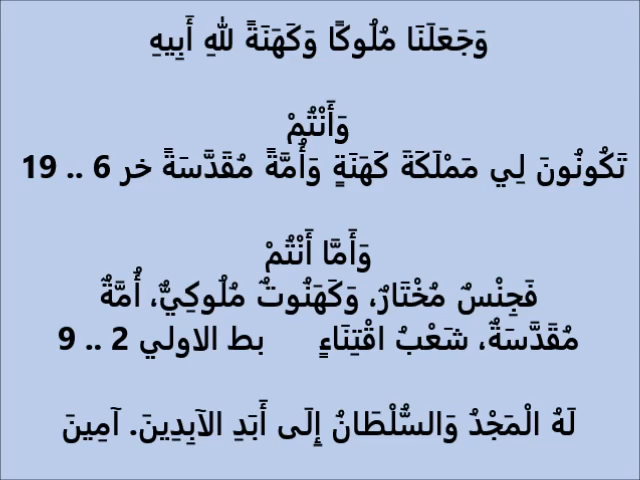 وَجَعَلَنَا مُلُوكًا وَكَهَنَةً للهِ أَبِيهِ
وَأَنْتُمْ
تَكُونُونَ لِي مَمْلَكَةَ كَهَنَةٍ وَأُمَّةً مُقَدَّسَةً خر 6 .. 19
وَأَمَّا أَنْتُمْ
فَجِنْسٌ مُخْتَارٌ، وَكَهَنُوتٌ مُلُوكِيٌّ، أُمَّةٌ
مُقَدَّسَةٌ، شَعْبُ اقْتِنَاءٍ بط الاولي 2 .. 9
لَهُ الْمَجْدُ وَالسُّلْطَانُ إِلَى أَبَدِ الآبِدِينَ. آمِينَ